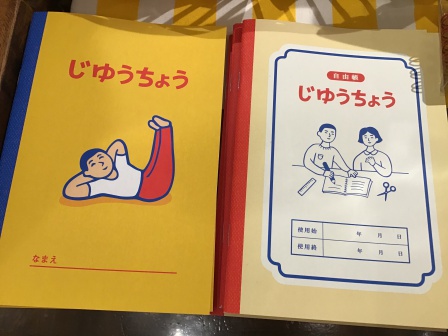 じゆうちょう
なまえ
自由帳
じゆうちょう
使用始 年 月 日
使用終 年 月 日